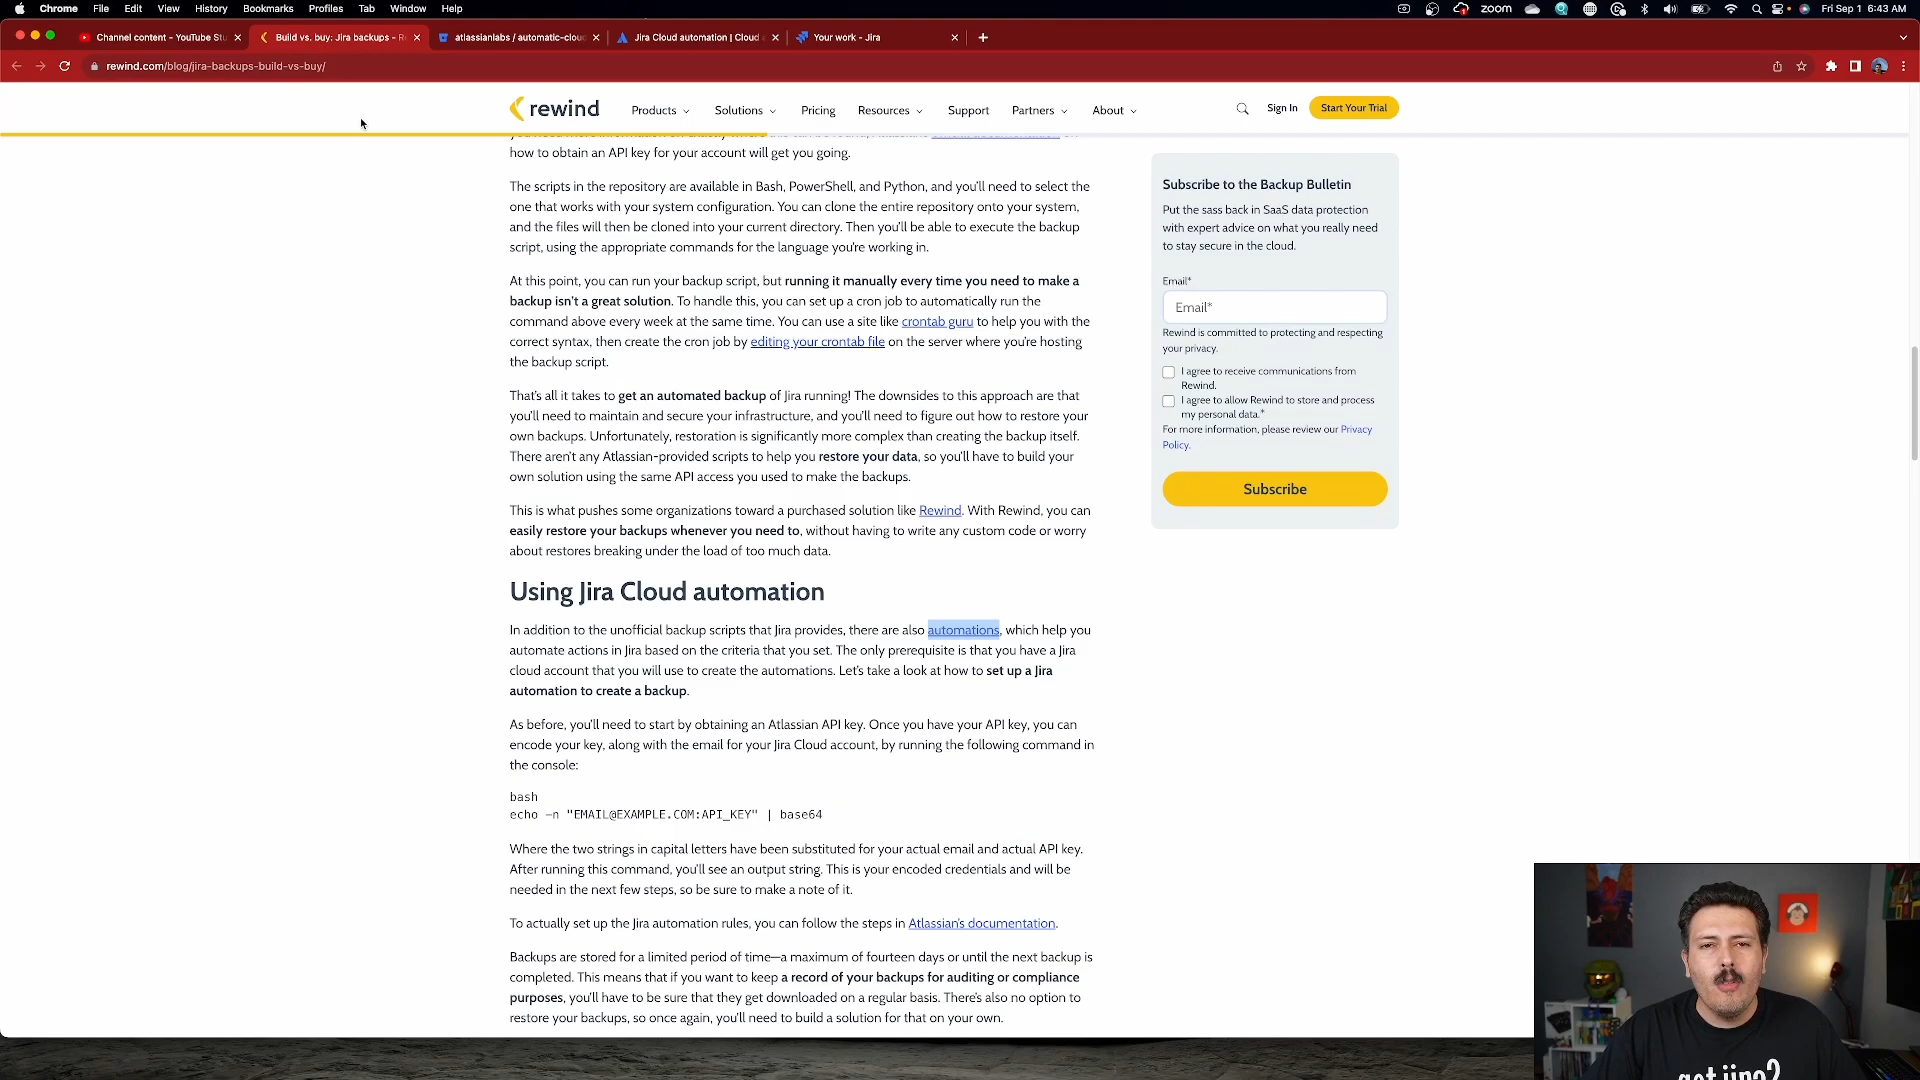 Chrome File Edit View History Bookmarks Profiles Tab Window Help
zoom Fri Sep 1 6:43 AM
Channel content - YouTube Stu
Build vs. buy: Jira backups - R
atlassianlabs / automatic-clou
Jira Cloud automation | Cloud a
Your work - Jira
rewind.com/blog/jira-backups-build-vs-buy/
rewind Products Solutions Pricing Resources Support Partners About Sign In Start Your Trial
how to obtain an API key for your account will get you going.
The scripts in the repository are available in Bash, PowerShell, and Python, and you'll need to select the
one that works with your system configuration. You can clone the entire repository onto your system,
and the files will then be cloned into your current directory. Then you'll be able to execute the backup
script, using the appropriate commands for the language you're working in.
At this point, you can run your backup script, but running it manually every time you need to make a
backup isn't a great solution. To handle this, you can set up a cron job to automatically run the
command above every week at the same time. You can use a site like crontab guru to help you with the
correct syntax, then create the cron job by editing your crontab file on the server where you're hosting
the backup script.
That's all it takes to get an automated backup of Jira running! The downsides to this approach are that
you'll need to maintain and secure your infrastructure, and you'll need to figure out how to restore your
own backups. Unfortunately, restoration is significantly more complex than creating the backup itself.
There aren't any Atlassian-provided scripts to help you restore your data, so you'll have to build your
own solution using the same API access you used to make the backups.
This is what pushes some organizations toward a purchased solution like Rewind. With Rewind, you can
easily restore your backups whenever you need to, without having to write any custom code or worry
about restores breaking under the load of too much data.
Using Jira Cloud automation
In addition to the unofficial backup scripts that Jira provides, there are also automations, which help you
automate actions in Jira based on the criteria that you set. The only prerequisite is that you have a Jira
cloud account that you will use to create the automations. Let's take a look at how to set up a Jira
automation to create a backup.
As before, you'll need to start by obtaining an Atlassian API key. Once you have your API key, you can
encode your key, along with the email for your Jira Cloud account, by running the following command in
the console:
bash
echo -n "EMAIL@EXAMPLE.COM:API_KEY" | base64
Where the two strings in capital letters have been substituted for your actual email and actual API key.
After running this command, you'll see an output string. This is your encoded credentials and will be
needed in the next few steps, so be sure to make a note of it.
To actually set up the Jira automation rules, you can follow the steps in Atlassian's documentation.
Backups are stored for a limited period of time—a maximum of fourteen days or until the next backup is
completed. This means that if you want to keep a record of your backups for auditing or compliance
purposes, you'll have to be sure that they get downloaded on a regular basis. There's also no option to
restore your backups, so once again, you'll need to build a solution for that on your own.
Subscribe to the Backup Bulletin
Put the sass back in SaaS data protection
with expert advice on what you really need
to stay secure in the cloud.
Email*
Email*
Rewind is committed to protecting and respecting
your privacy.
I agree to receive communications from
Rewind.
I agree to allow Rewind to store and process
my personal data.*
For more information, please review our Privacy
Policy.
Subscribe
got jira?